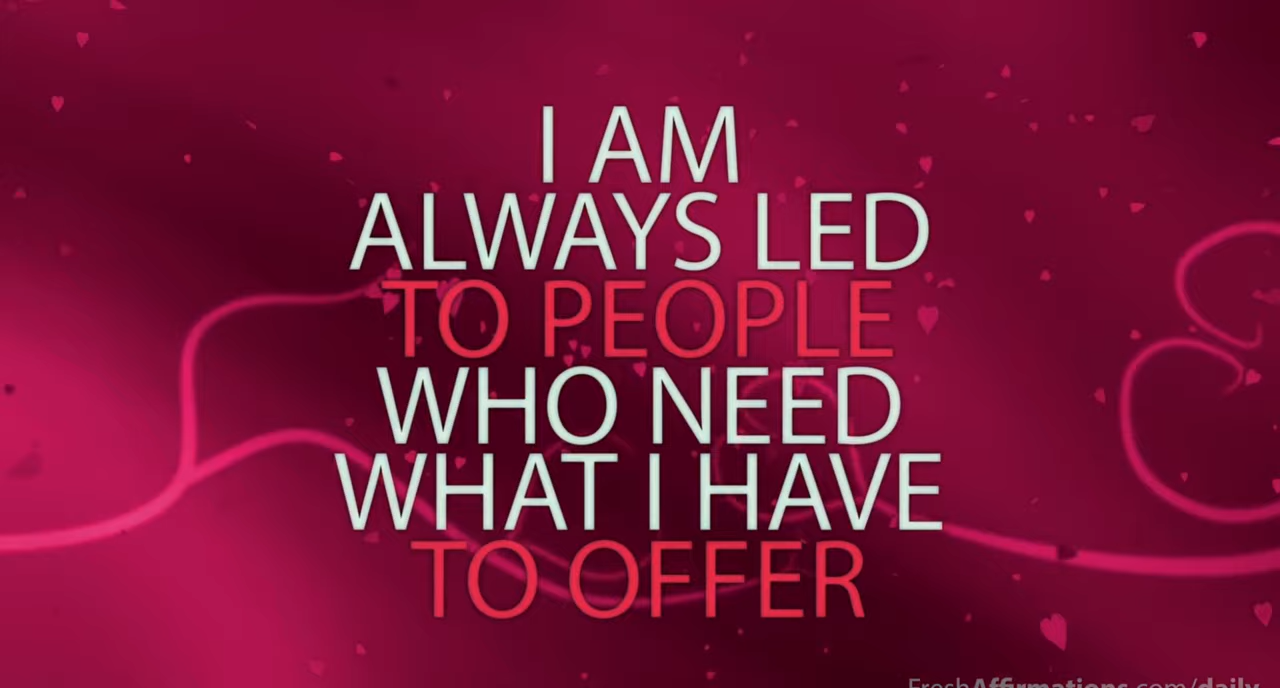 I AM
ALWAYS LED
TO PEOPLE
WHO NEED
WHAT I HAVE
TO OFFER
FreshAffirmations.com/daily